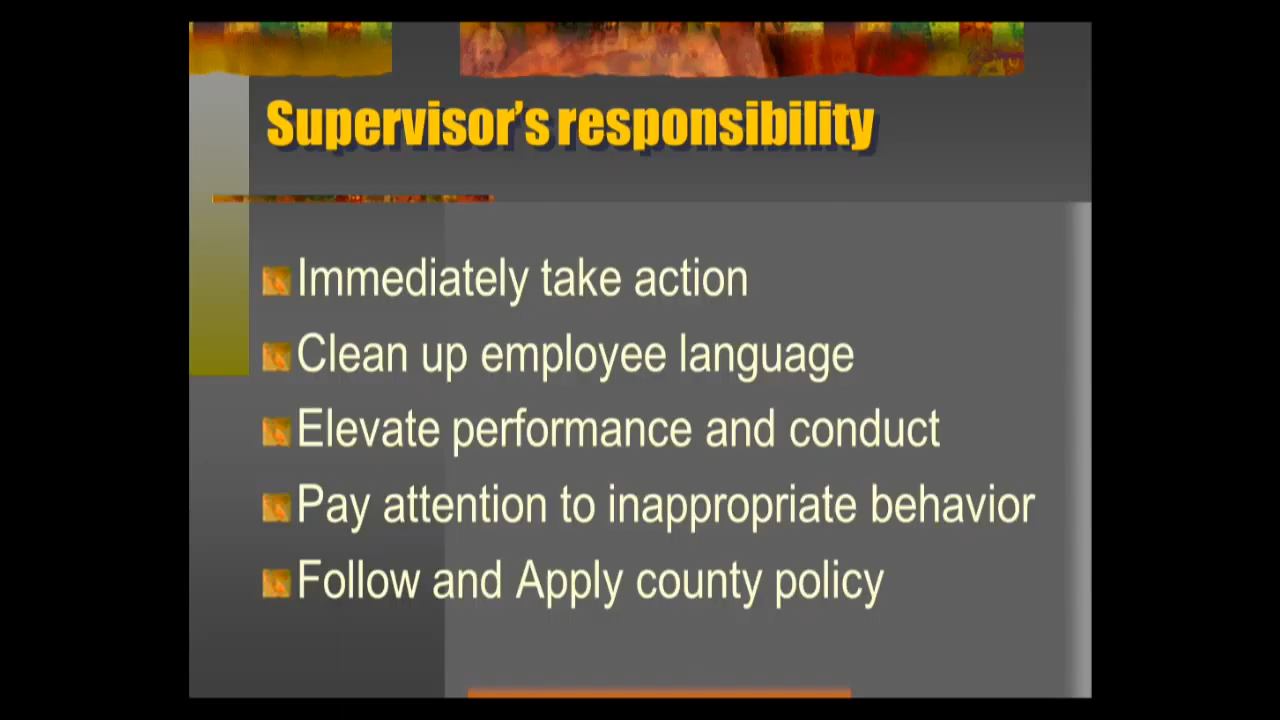 Supervisor's responsibility
Immediately take action
Clean up employee language
Elevate performance and conduct
Pay attention to inappropriate behavior
Follow and Apply county policy